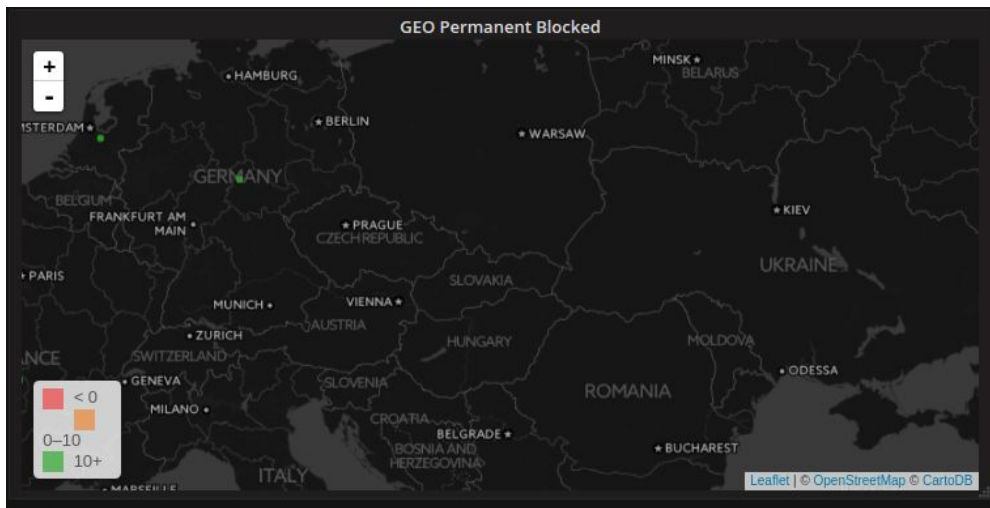 GEO Permanent Blocked
+
-
HAMBURG
MINSK
BELARUS
STERDAM
BERLIN
WARSAW
GERMANY
BELGIUM
FRANKFURT AM
MAIN
PRAGUE
CZECH REPUBLIC
KIEV
UKRAINE
PARIS
SLOVAKIA
MUNICH
VIENNA
AUSTRIA
ZURICH
HUNGARY
MOLDOVA
NCE
SWITZERLAND
ODESSA
GENEVA
SLOVENIA
ROMANIA
< 0
MILANO
CROATIA
0–10
BELGRADE
BOSNIA AND
HERZEGOVINA
BUCHAREST
10+
ITALY
Leaflet | © OpenStreetMap © CartoDB
MARSEILLE